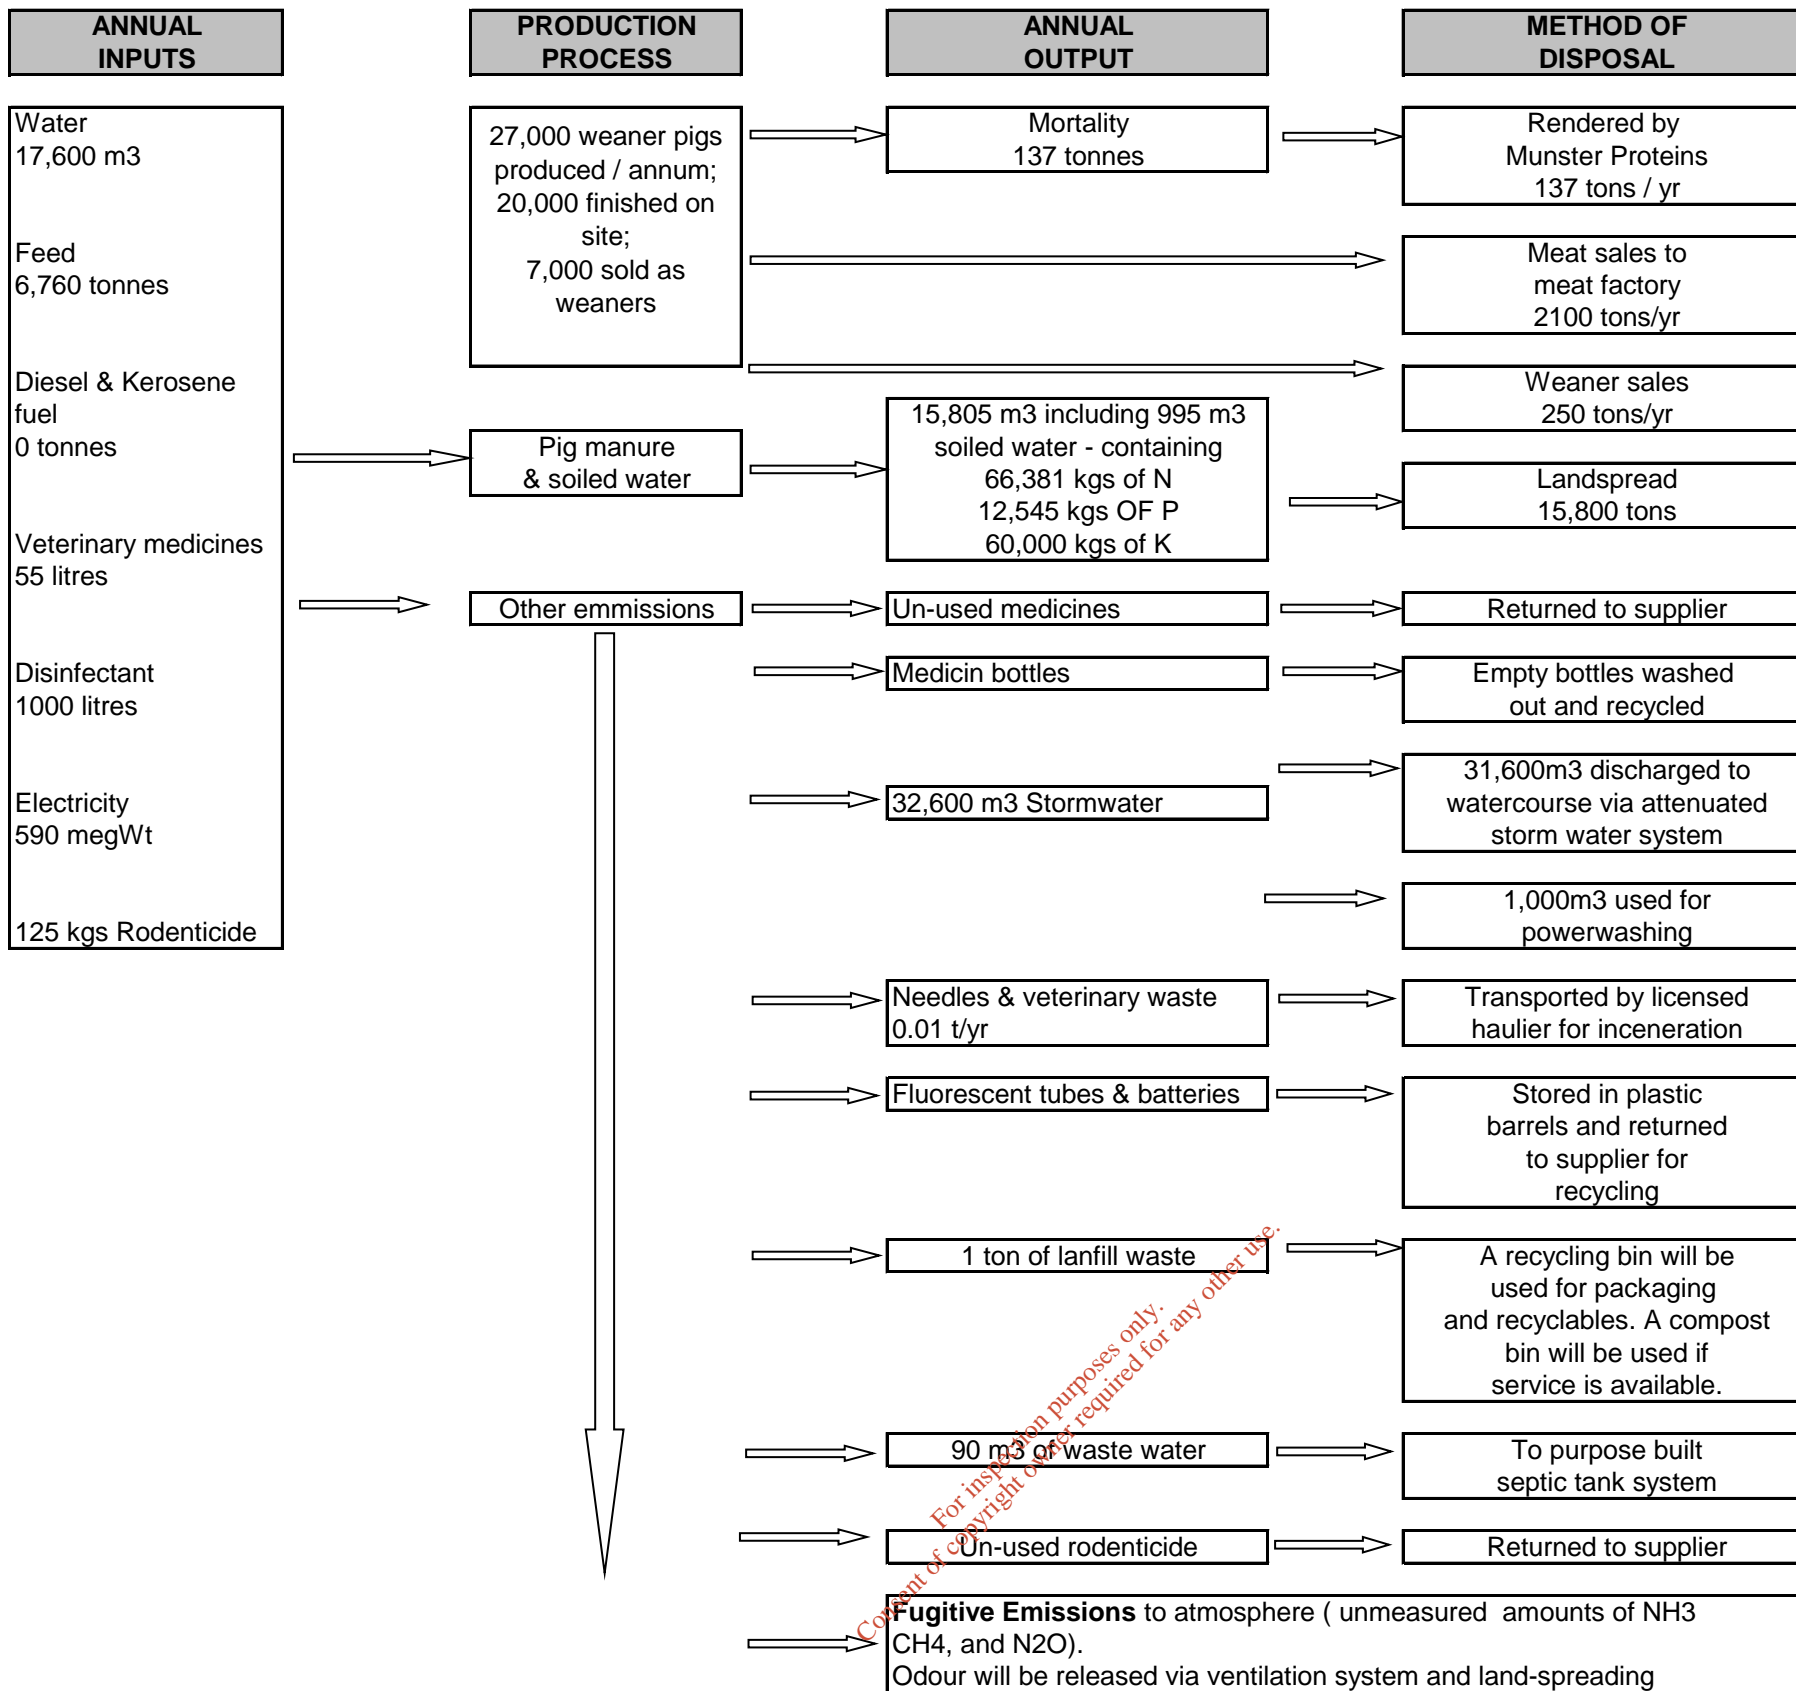 ANNUAL
INPUTS
PRODUCTION
PROCESS
ANNUAL
OUTPUT
METHOD OF
DISPOSAL
Water
17,600 m3
Feed
6,760 tonnes
Diesel & Kerosene
fuel
0 tonnes
Veterinary medicines
55 litres
Disinfectant
1000 litres
Electricity
590 megWt
125 kgs Rodenticide
27,000 weaner pigs
produced / annum;
20,000 finished on
site;
7,000 sold as
weaners
Mortality
137 tonnes
Rendered by
Munster Proteins
137 tons / yr
Meat sales to
meat factory
2100 tons/yr
Weaner sales
250 tons/yr
Pig manure
& soiled water
15,805 m3 including 995 m3
soiled water - containing
66,381 kgs of N
12,545 kgs OF P
60,000 kgs of K
Landspread
15,800 tons
Other emmissions
Un-used medicines
Returned to supplier
Medicin bottles
Empty bottles washed
out and recycled
32,600 m3 Stormwater
31,600m3 discharged to
watercourse via attenuated
storm water system
1,000m3 used for
powerwashing
Needles & veterinary waste
0.01 t/yr
Transported by licensed
haulier for inceneration
Fluorescent tubes & batteries
Stored in plastic
barrels and returned
to supplier for
recycling
1 ton of lanfill waste
A recycling bin will be
used for packaging
and recyclables. A compost
bin will be used if
service is available.
90 m3 of waste water
To purpose built
septic tank system
Un-used rodenticide
Returned to supplier
Fugitive Emissions to atmosphere ( unmeasured amounts of NH3
CH4, and N2O).
Odour will be released via ventilation system and land-spreading
For inspection purposes only.
Consent of copyright owner required for any other use.